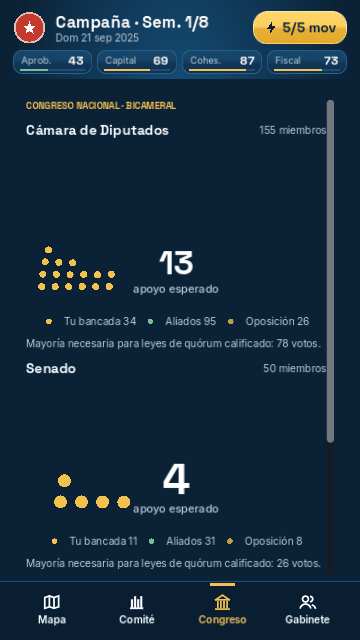 Campaña · Sem. 1/8
Dom 21 sep 2025
5/5 mov
Aprob. 43
Capital 69
Cohes. 87
Fiscal 73
CONGRESO NACIONAL · BICAMERAL
Cámara de Diputados 155 miembros
13
apoyo esperado
Tu bancada 34 Aliados 95 Oposición 26
Mayoría necesaria para leyes de quórum calificado: 78 votos.
Senado 50 miembros
4
apoyo esperado
Tu bancada 11 Aliados 31 Oposición 8
Mayoría necesaria para leyes de quórum calificado: 26 votos.
Mapa Comité Congreso Gabinete